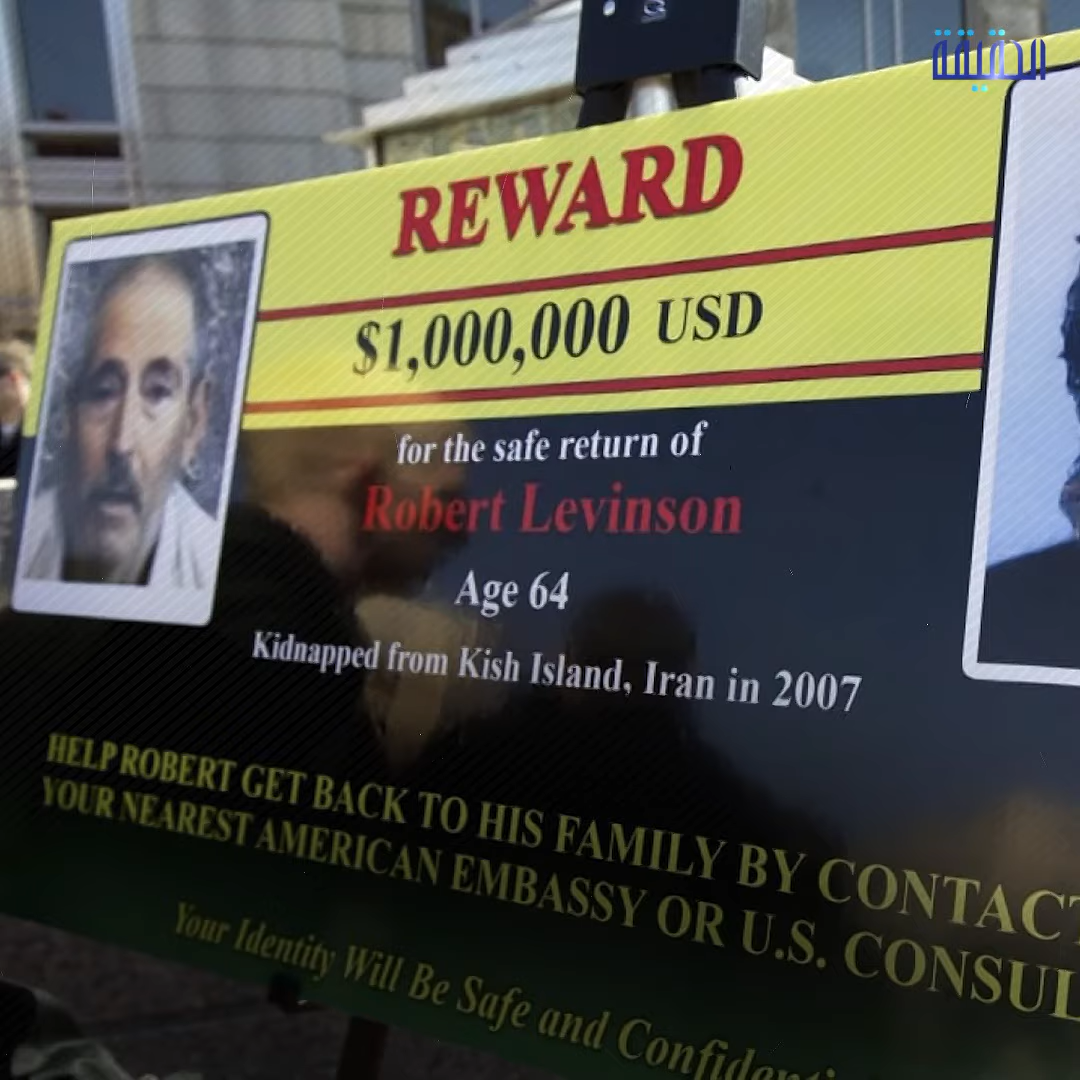 الحقيقة
REWARD
$1,000,000 USD
for the safe return of
Robert Levinson
Age 64
Kidnapped from Kish Island, Iran in 2007
HELP ROBERT GET BACK TO HIS FAMILY BY CONTACT
YOUR NEAREST AMERICAN EMBASSY OR U.S. CONSUL
Your Identity Will Be Safe and Confidenti